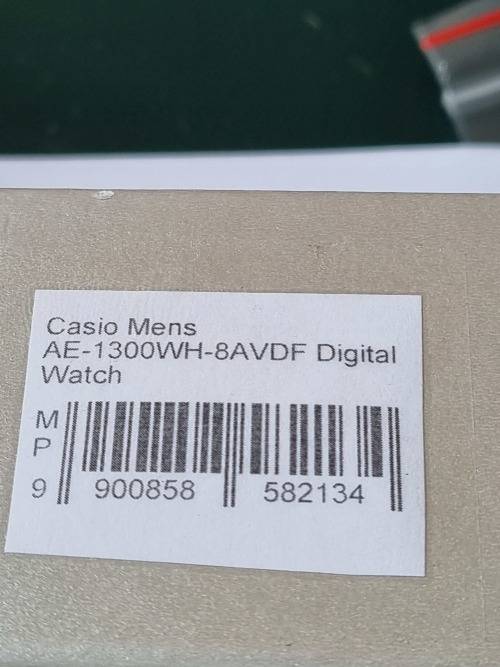 Casio Mens
AE-1300WH-8AVDF Digital
Watch
M
P
9 900858 582134